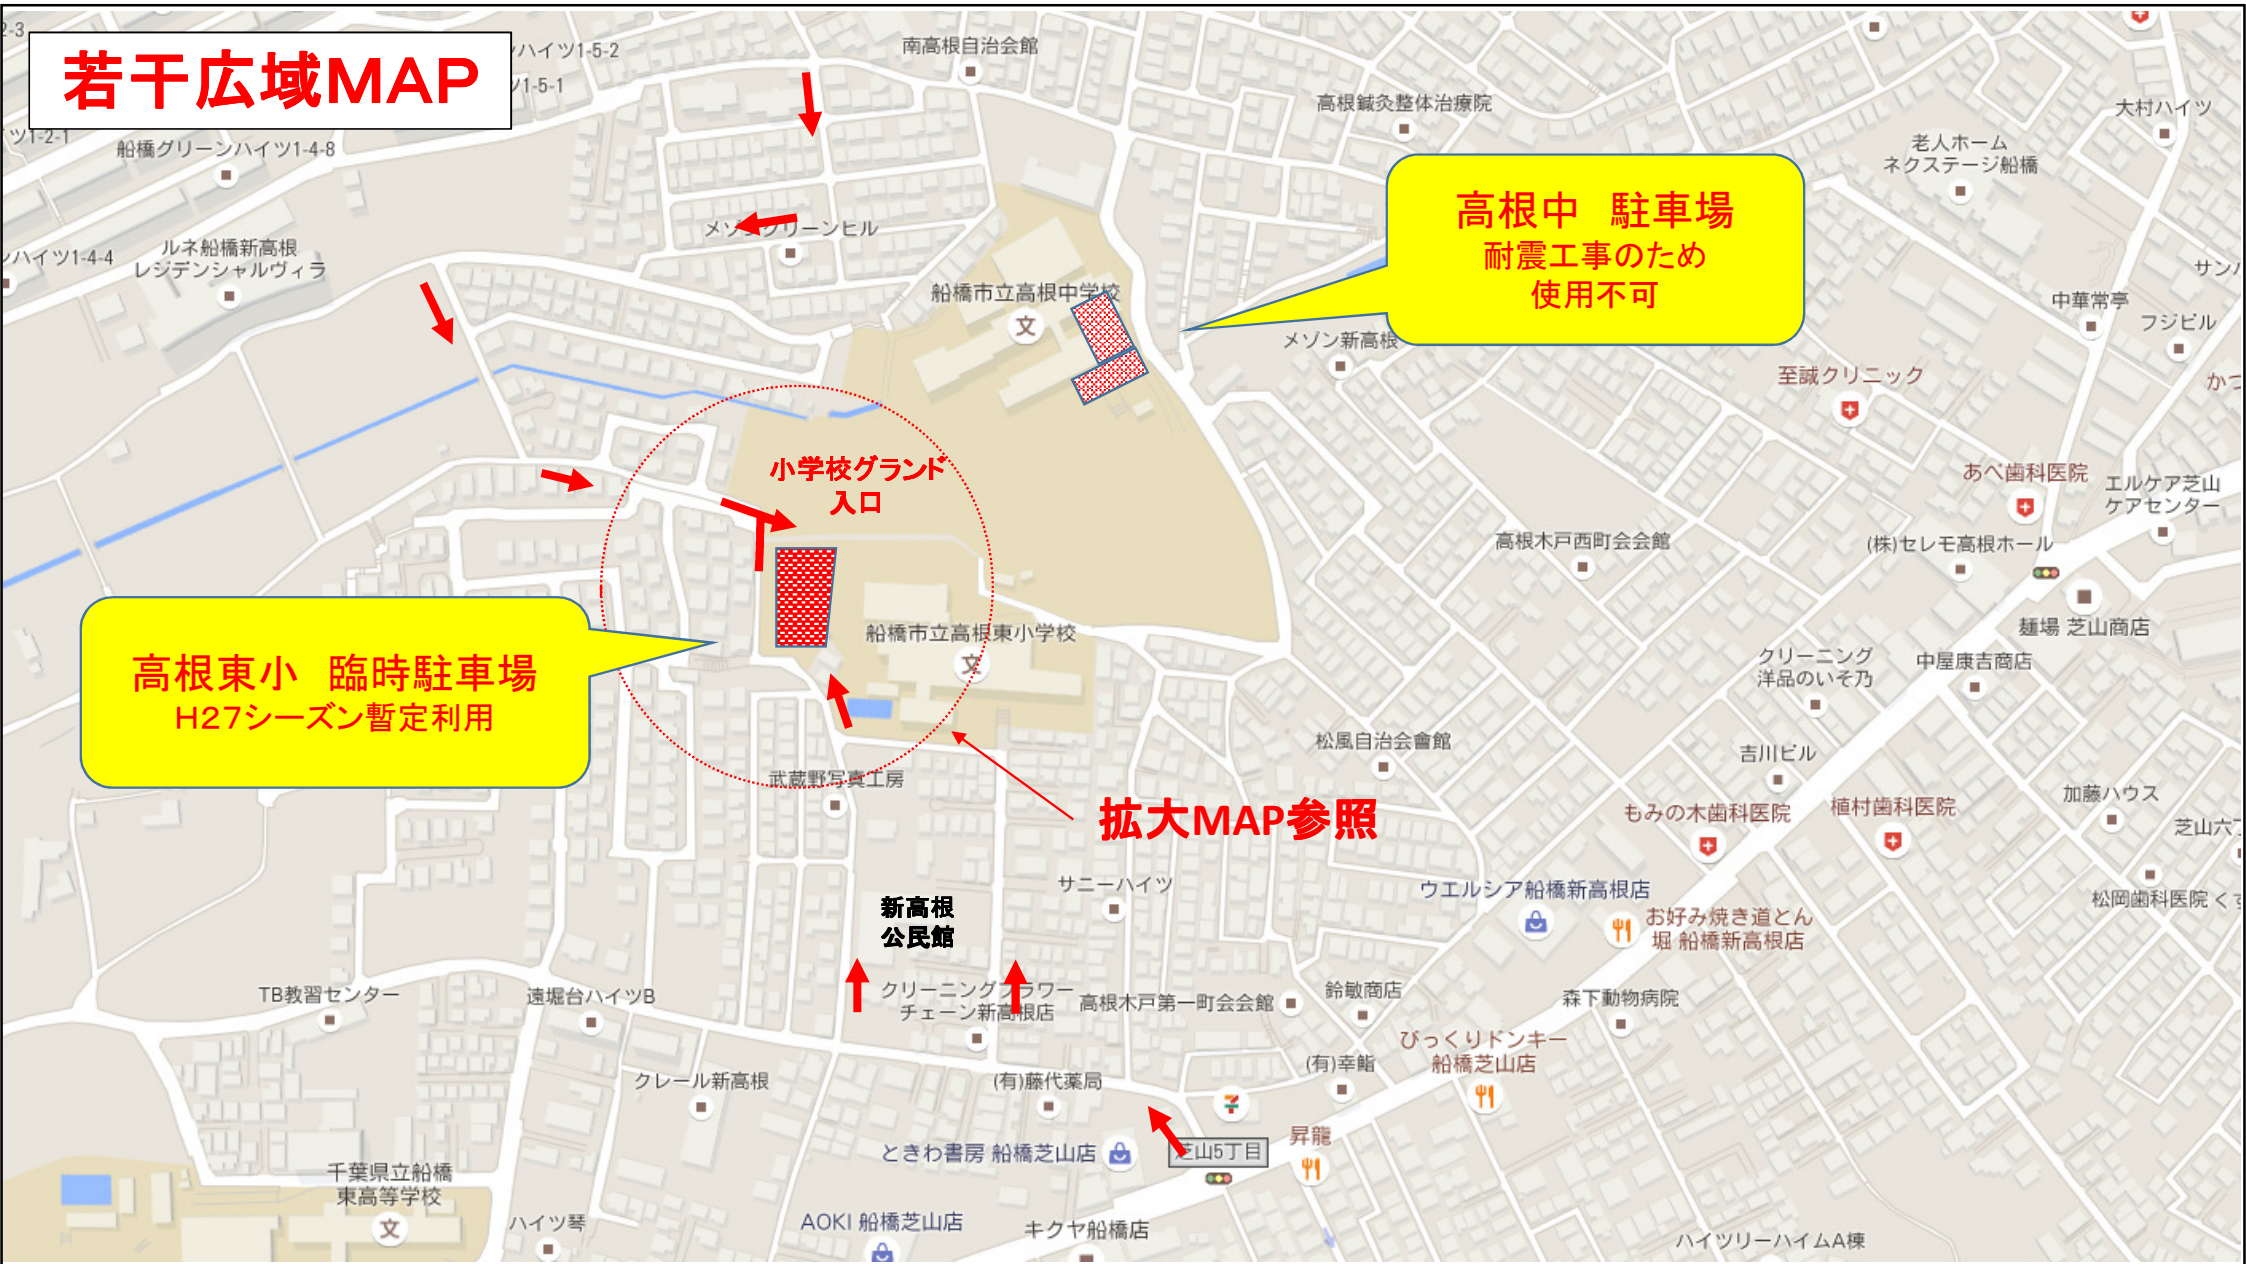 若干広域MAP
ハイツ1-5-2
南高根自治会館
高根鍼灸整体治療院
大村ハイツ
船橋グリーンハイツ1-4-8
老人ホーム
ネクステージ船橋
高根中 駐車場
耐震工事のため
使用不可
メゾングリーンヒル
ルネ船橋新高根
レジデンシャルヴィラ
ハイツ1-4-4
船橋市立高根中学校
文
メゾン新高根
中華常亭
フジビル
至誠クリニック
小学校グランド
入口
あべ歯科医院
エルケア芝山
ケアセンター
高根木戸西町会会館
(株)セレモ高根ホール
麺場 芝山商店
船橋市立高根東小学校
文
高根東小 臨時駐車場
H27シーズン暫定利用
クリーニング
洋品のいそ乃
中屋康吉商店
松風自治会會館
吉川ビル
武蔵野写真工房
拡大MAP参照
もみの木歯科医院
植村歯科医院
加藤ハウス
サニーハイツ
ウエルシア船橋新高根店
松岡歯科医院
新高根
公民館
お好み焼き道とん
堀 船橋新高根店
TB教習センター
遠堀台ハイツB
クリーニングフラワー
チェーン新高根店
高根木戸第一町会会館
鈴敏商店
森下動物病院
びっくりドンキー
船橋芝山店
クレール新高根
(有)藤代薬局
(有)幸鮨
7
ときわ書房 船橋芝山店
芝山5丁目
昇龍
千葉県立船橋
東高等学校
文
ハイツ琴
AOKI 船橋芝山店
キクヤ船橋店
ハイツリーハイムA棟